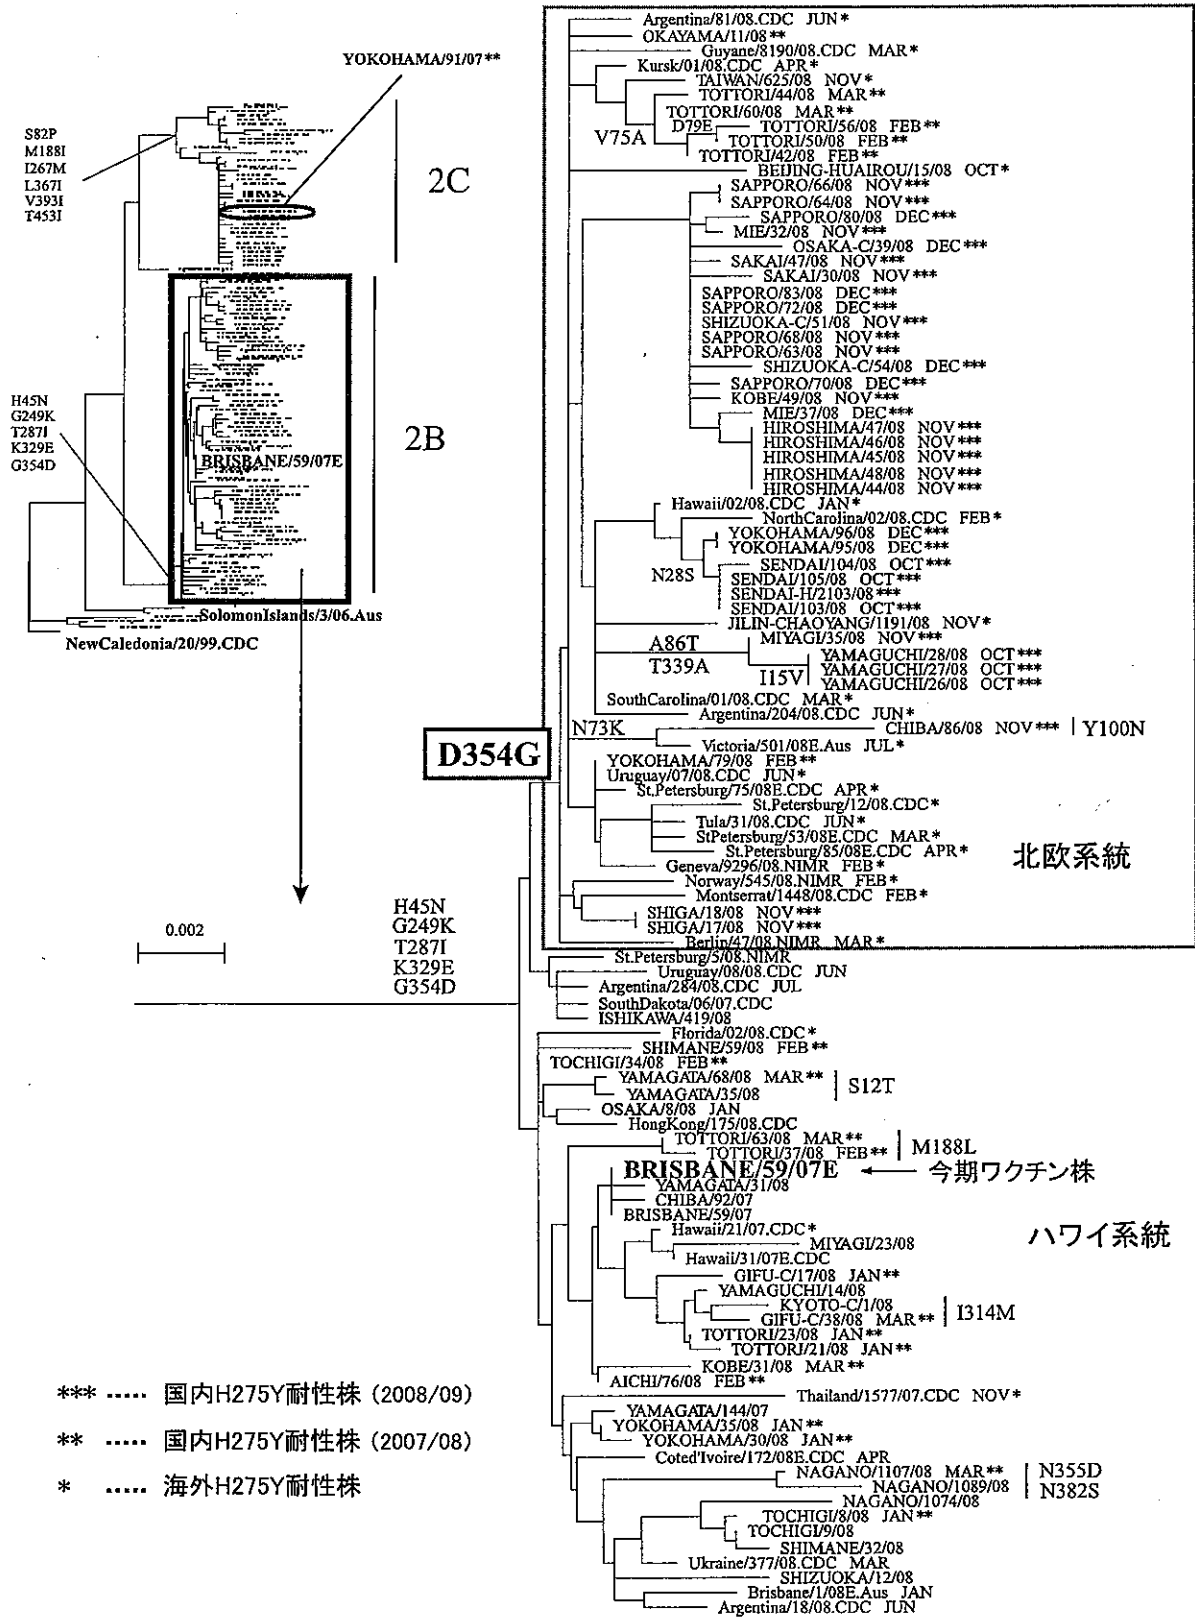 YOKOHAMA/91/07**
S82P
M188I
I267M
L367I
V393I
T453I
2C
H45N
G249K
T287I
K329E
G354D
2B
BRISBANE/59/07E
SolomonIslands/3/06.Aus
NewCaledonia/20/99.CDC
0.002
H45N
G249K
T287I
K329E
G354D
D354G
Argentina/81/08.CDC JUN*
OKAYAMA/11/08**
Guyane/8190/08.CDC MAR*
Kursk/01/08.CDC APR*
TAIWAN/625/08 NOV*
TOTTORI/44/08 MAR**
TOTTORI/60/08 MAR**
D79E TOTTORI/56/08 FEB**
V75A TOTTORI/50/08 FEB**
TOTTORI/42/08 FEB**
BEIJING-HUAIROU/15/08 OCT*
SAPPORO/66/08 NOV***
SAPPORO/64/08 NOV***
SAPPORO/80/08 DEC***
MIE/32/08 NOV***
OSAKA-C/39/08 DEC***
SAKAI/47/08 NOV***
SAKAI/30/08 NOV***
SAPPORO/83/08 DEC***
SAPPORO/72/08 DEC***
SHIZUOKA-C/51/08 NOV***
SAPPORO/68/08 NOV***
SAPPORO/63/08 NOV***
SHIZUOKA-C/54/08 DEC***
SAPPORO/70/08 DEC***
KOBE/49/08 NOV***
MIE/37/08 DEC***
HIROSHIMA/47/08 NOV***
HIROSHIMA/46/08 NOV***
HIROSHIMA/45/08 NOV***
HIROSHIMA/48/08 NOV***
HIROSHIMA/44/08 NOV***
Hawaii/02/08.CDC JAN*
NorthCarolina/02/08.CDC FEB*
YOKOHAMA/96/08 DEC***
YOKOHAMA/95/08 DEC***
N28S SENDAI/104/08 OCT***
SENDAI/105/08 OCT***
SENDAI-H/2103/08***
SENDAI/103/08 OCT***
JILIN-CHAOYANG/1191/08 NOV*
A86T MIYAGI/35/08 NOV***
T339A YAMAGUCHI/28/08 OCT***
I15V YAMAGUCHI/27/08 OCT***
YAMAGUCHI/26/08 OCT***
SouthCarolina/01/08.CDC MAR*
Argentina/204/08.CDC JUN*
N73K CHIBA/86/08 NOV*** Y100N
Victoria/501/08E.Aus JUL*
YOKOHAMA/79/08 FEB**
Uruguay/07/08.CDC JUN*
St.Petersburg/75/08E.CDC APR*
St.Petersburg/12/08.CDC*
Tula/31/08.CDC JUN*
StPetersburg/53/08E.CDC MAR*
St.Petersburg/85/08E.CDC APR*
北欧系統
Geneva/9296/08.NIMR FEB*
Norway/545/08.NIMR FEB*
Montserrat/1448/08.CDC FEB*
SHIGA/18/08 NOV***
SHIGA/17/08 NOV***
Berlin/47/08.NIMR MAR*
St.Petersburg/5/08.NIMR
Uruguay/08/08.CDC JUN
Argentina/284/08.CDC JUL
SouthDakota/06/07.CDC
ISHIKAWA/419/08
Florida/02/08.CDC*
SHIMANE/59/08 FEB**
TOCHIGI/34/08 FEB**
YAMAGATA/68/08 MAR** S12T
YAMAGATA/35/08
OSAKA/8/08 JAN
HongKong/175/08.CDC
TOTTORI/63/08 MAR** M188L
TOTTORI/37/08 FEB**
BRISBANE/59/07E 今期ワクチン株
YAMAGATA/31/08
CHIBA/92/07
BRISBANE/59/07
ハワイ系統
Hawaii/21/07.CDC*
MIYAGI/23/08
Hawaii/31/07E.CDC
GIFU-C/17/08 JAN**
YAMAGUCHI/14/08
KYOTO-C/1/08 I314M
GIFU-C/38/08 MAR**
TOTTORI/23/08 JAN**
TOTTORI/21/08 JAN**
KOBE/31/08 MAR**
AICHI/76/08 FEB**
Thailand/1577/07.CDC NOV*
YAMAGATA/144/07
YOKOHAMA/35/08 JAN**
YOKOHAMA/30/08 JAN**
Coted'Ivoire/172/08E.CDC APR
NAGANO/1107/08 MAR** N355D
NAGANO/1089/08 N382S
NAGANO/1074/08
TOCHIGI/8/08 JAN**
TOCHIGI/9/08
SHIMANE/32/08
Ukraine/377/08.CDC MAR
SHIZUOKA/12/08
Brisbane/1/08E.Aus JAN
Argentina/18/08.CDC JUN
*** ····· 国内H275Y耐性株 (2008/09)
** ····· 国内H275Y耐性株 (2007/08)
* ····· 海外H275Y耐性株